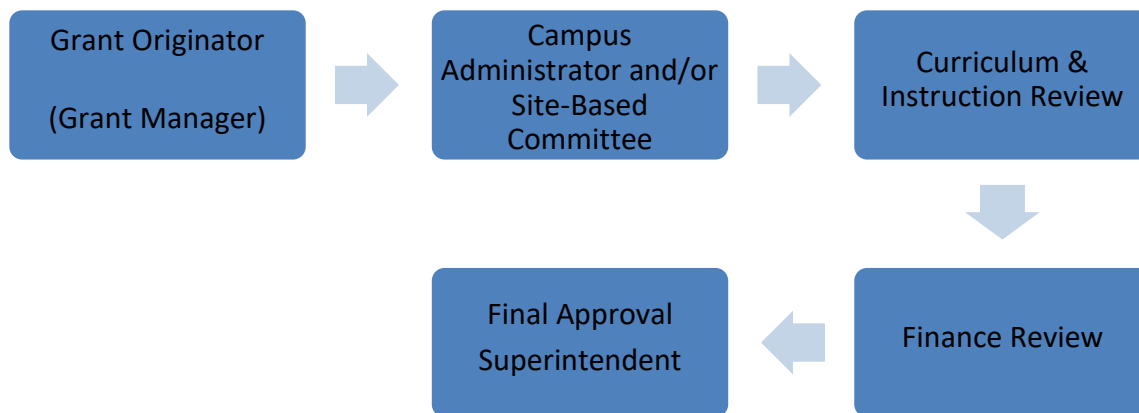 Grant Originator
(Grant Manager)
Campus
Administrator and/or
Site-Based
Committee
Curriculum &
Instruction Review
Finance Review
Final Approval
Superintendent